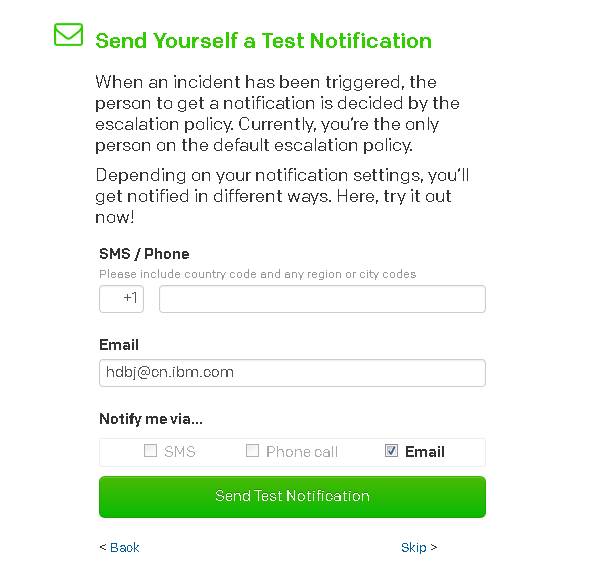 Send Yourself a Test Notification
When an incident has been triggered, the
person to get a notification is decided by the
escalation policy. Currently, you're the only
person on the default escalation policy.
Depending on your notification settings, you'll
get notified in different ways. Here, try it out
now!
SMS / Phone
Please include country code and any region or city codes
+1
Email
hdbj@cn.ibm.com
Notify me via...
SMS Phone call Email
Send Test Notification
< Back Skip >